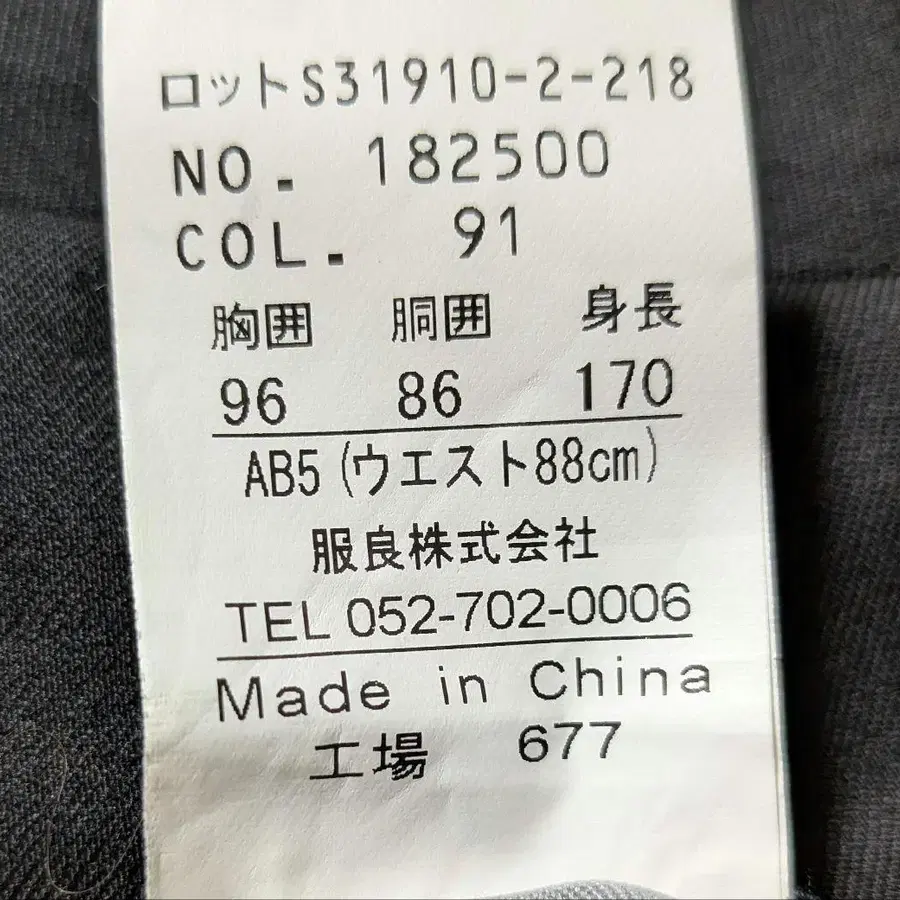 ロットS31910-2-218
NO. 182500
COL. 91
胸囲 胴囲 身長
96 86 170
AB5(ウエスト88cm)
服良株式会社
TEL 052-702-0006
Made in China
工場 677